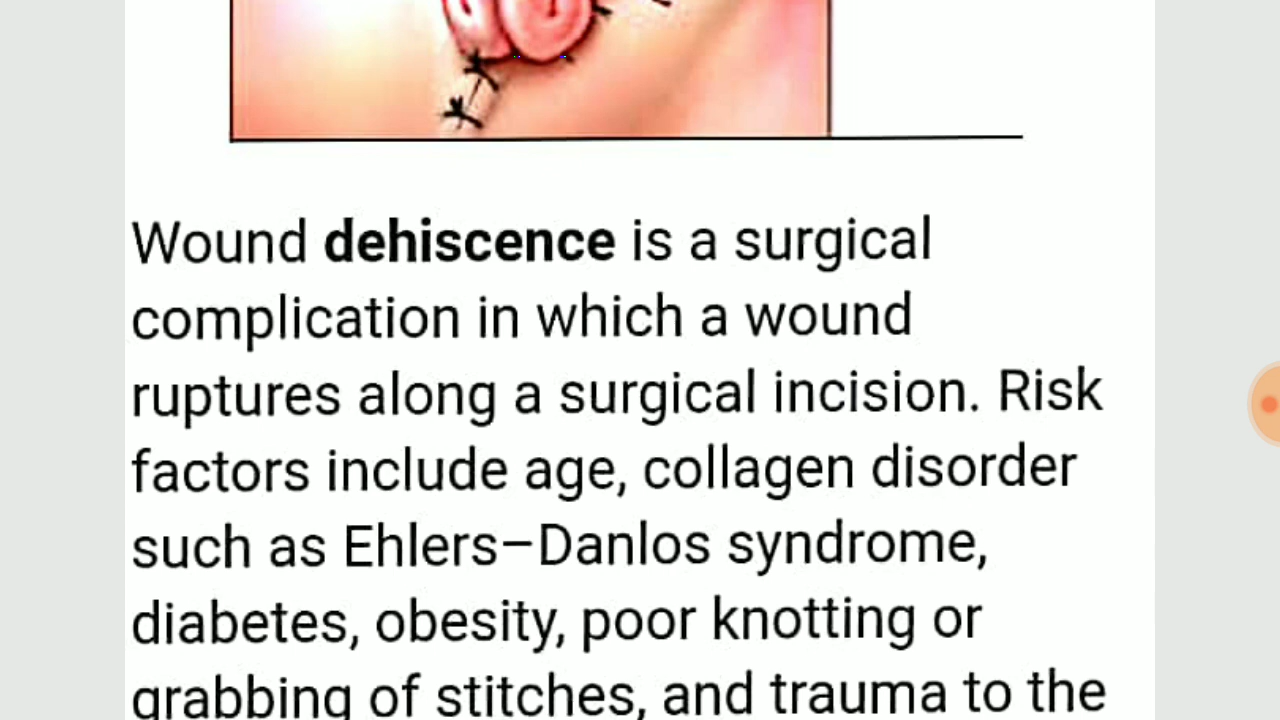 Wound dehiscence is a surgical
complication in which a wound
ruptures along a surgical incision. Risk
factors include age, collagen disorder
such as Ehlers–Danlos syndrome,
diabetes, obesity, poor knotting or
grabbing of stitches, and trauma to the